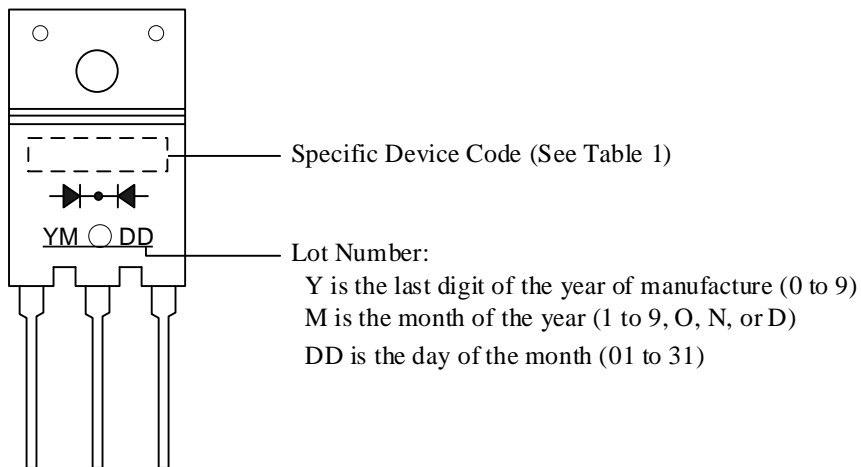 Specific Device Code (See Table 1)
YM DD
Lot Number:
Y is the last digit of the year of manufacture (0 to 9)
M is the month of the year (1 to 9, O, N, or D)
DD is the day of the month (01 to 31)